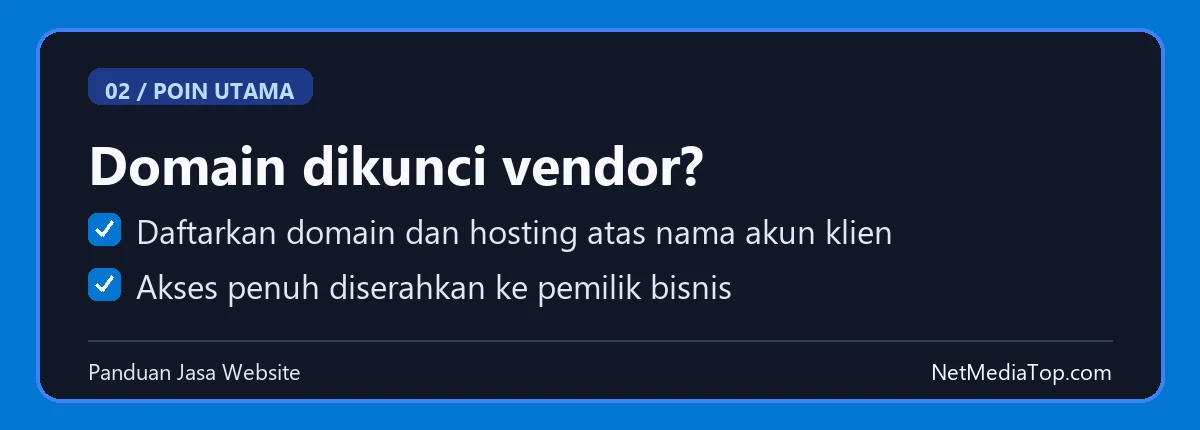 02 / POIN UTAMA
Domain dikunci vendor?
Daftarkan domain dan hosting atas nama akun klien
Akses penuh diserahkan ke pemilik bisnis
Panduan Jasa Website
NetMediaTop.com